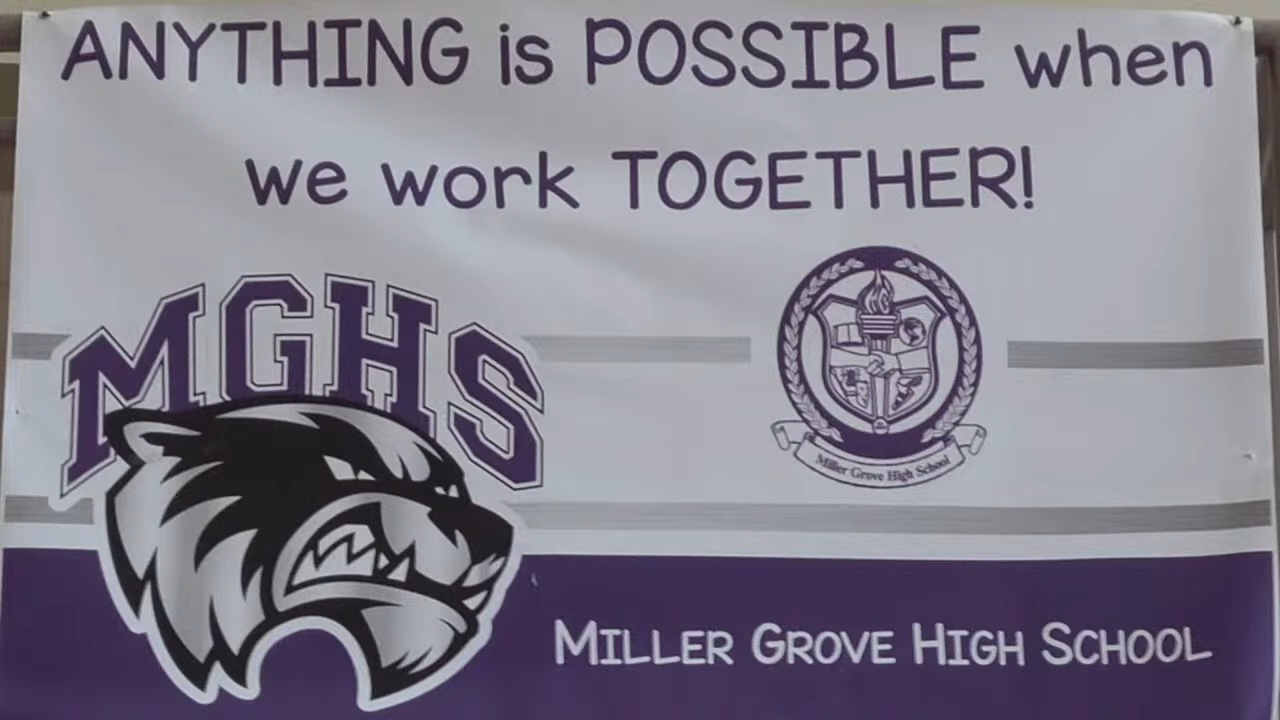 ANYTHING is POSSIBLE when
we work TOGETHER!
MGHS
Miller Grove High School
MILLER GROVE HIGH SCHOOL